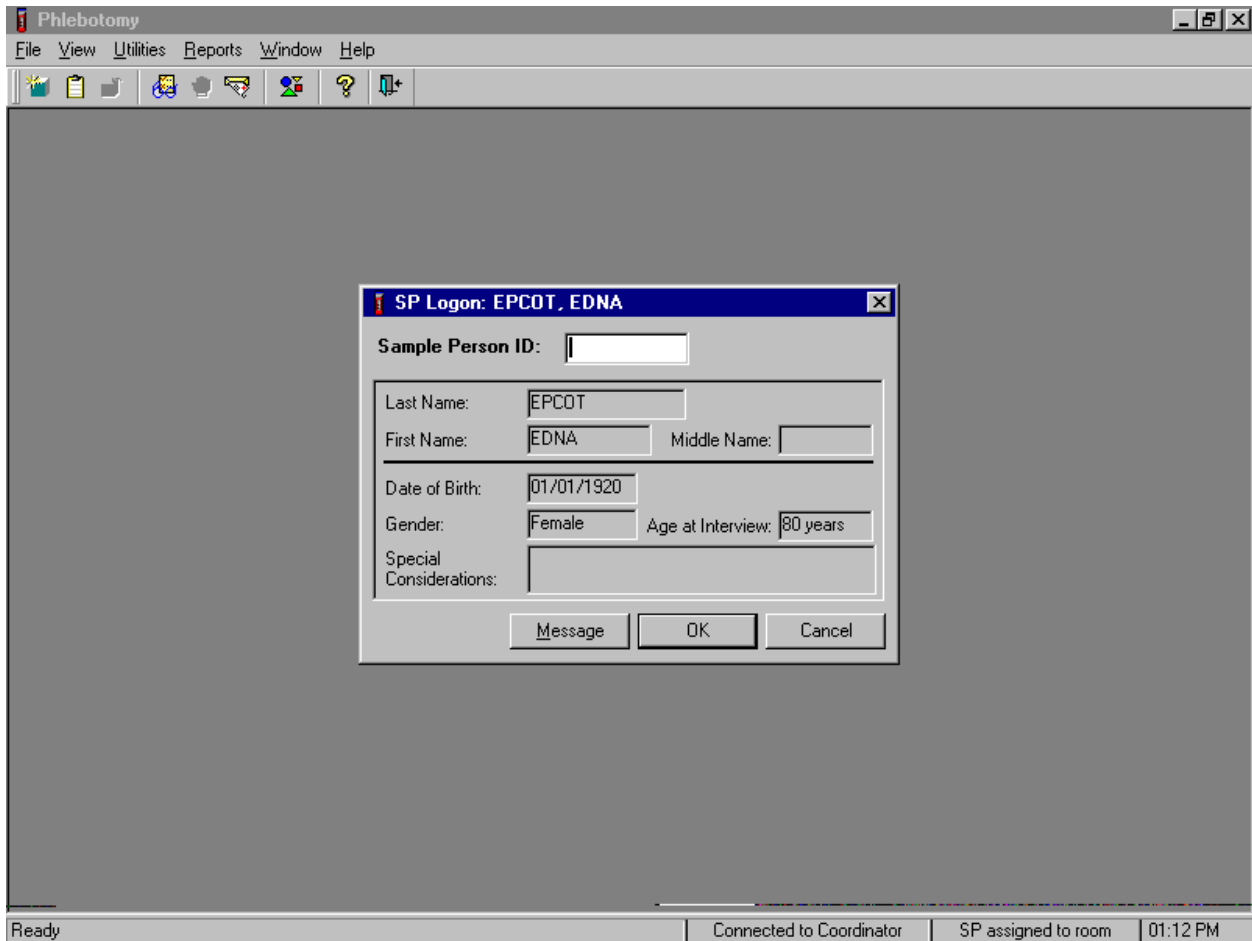 Phlebotomy
File View Utilities Reports Window Help
SP Logon: EPCOT, EDNA
Sample Person ID:
Last Name: EPCOT
First Name: EDNA Middle Name:
Date of Birth: 01/01/1920
Gender: Female Age at Interview: 80 years
Special
Considerations:
Message OK Cancel
Ready Connected to Coordinator SP assigned to room 01:12 PM